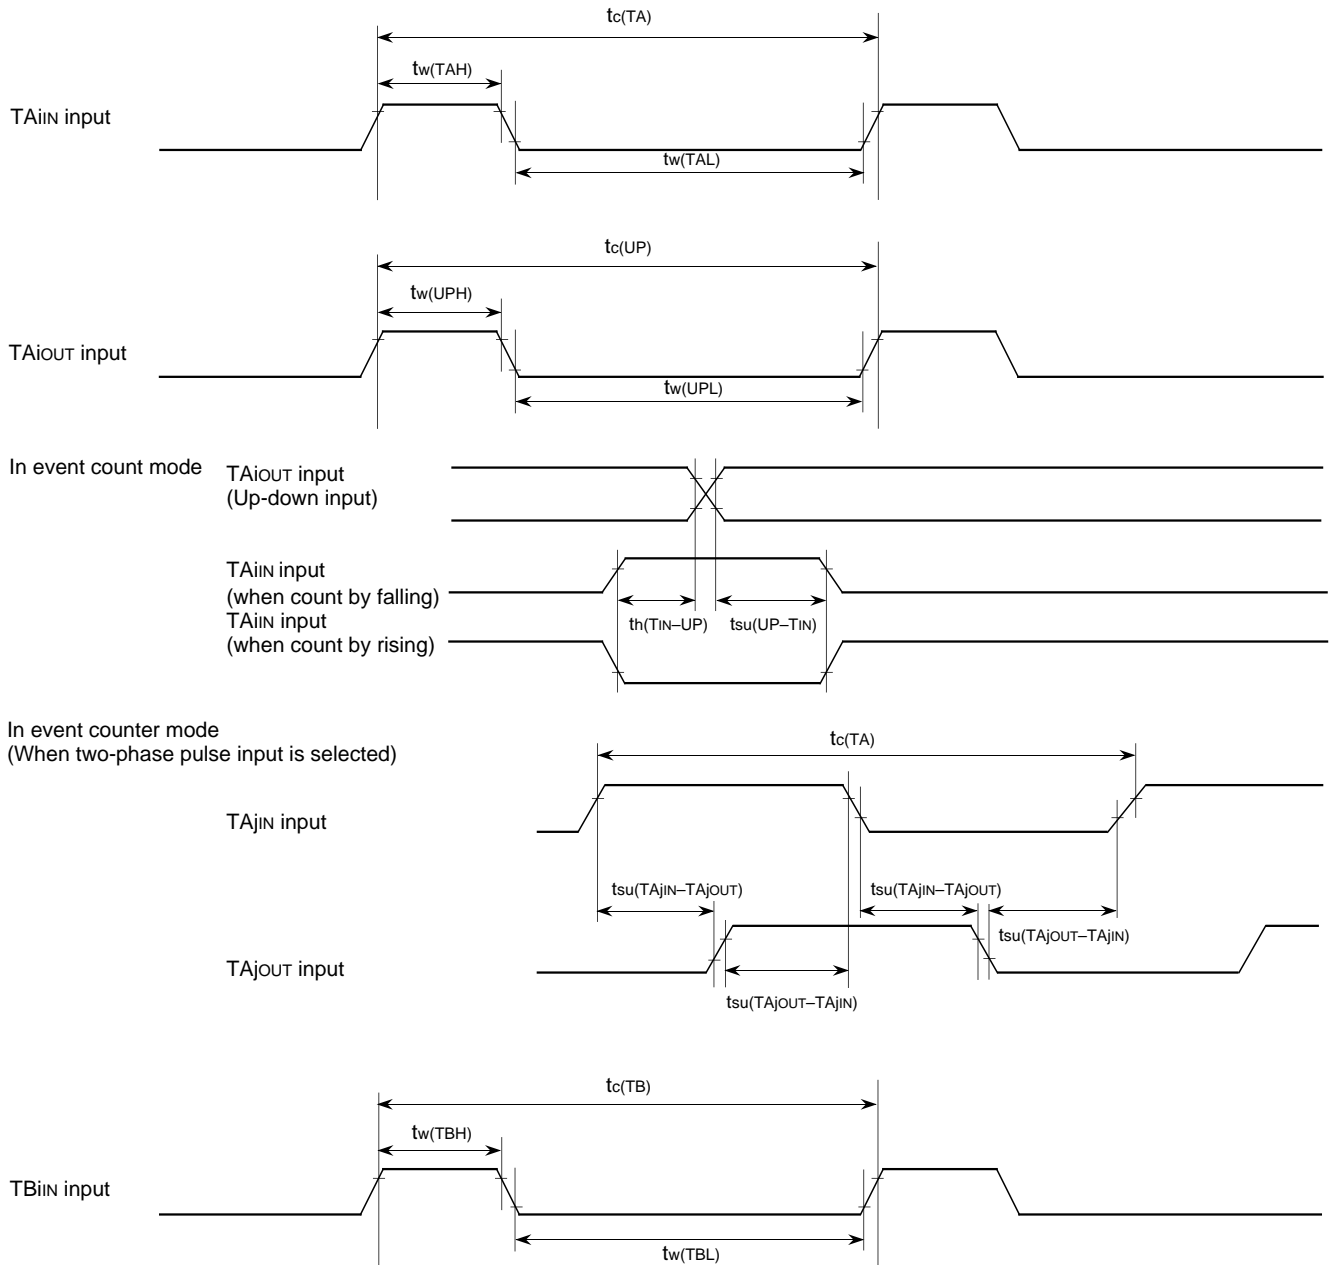 tc(TA)
tw(TAH)
TAiIN input
tw(TAL)
tc(UP)
tw(UPH)
TAiOUT input
tw(UPL)
In event count mode
TAiOUT input
(Up-down input)
TAiIN input
(when count by falling)
th(TIN–UP)
tsu(UP–TIN)
TAiIN input
(when count by rising)
In event counter mode
(When two-phase pulse input is selected)
tc(TA)
TAjIN input
tsu(TAjIN–TAjOUT)
tsu(TAjIN–TAjOUT)
tsu(TAjOUT–TAjIN)
TAjOUT input
tsu(TAjOUT–TAjIN)
tc(TB)
tw(TBH)
TBiIN input
tw(TBL)